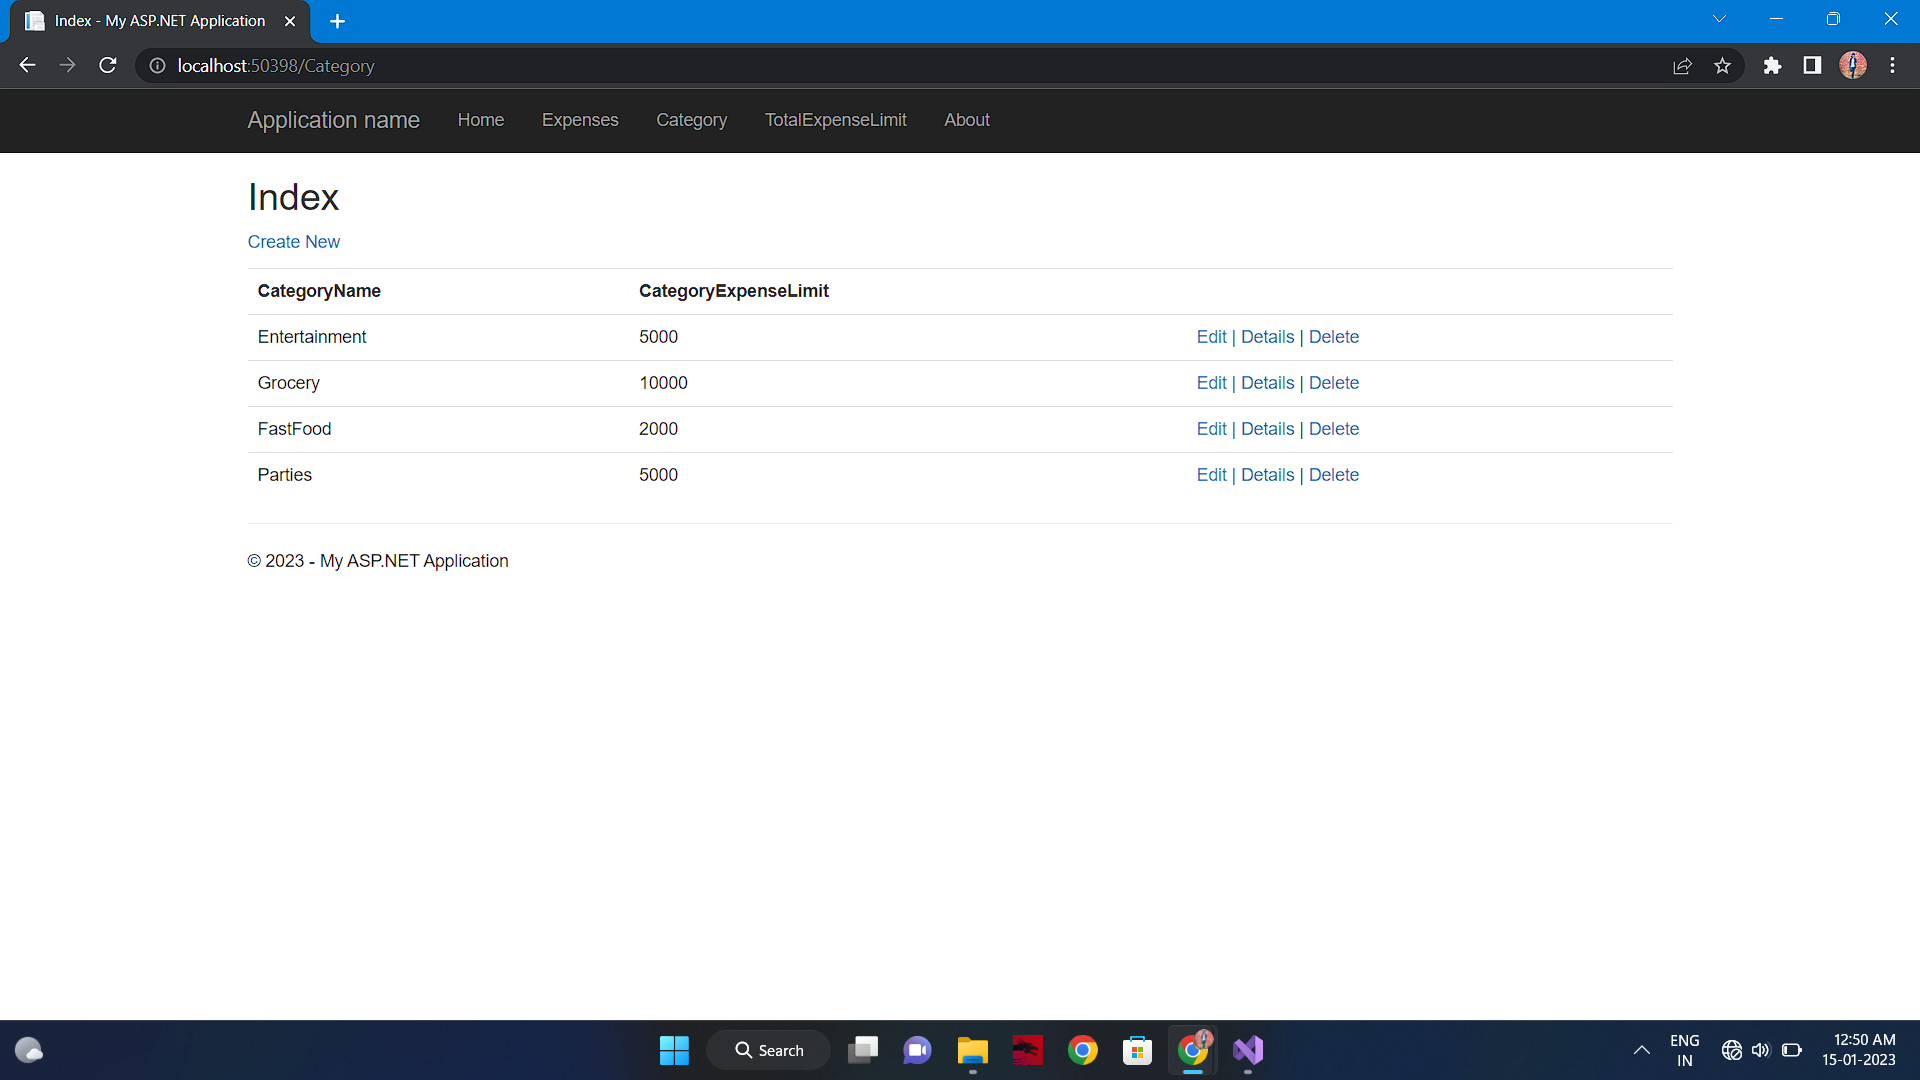 Index - My ASP.NET Application
localhost:50398/Category
Application name Home Expenses Category TotalExpenseLimit About
Index
Create New
CategoryName CategoryExpenseLimit
Entertainment 5000 Edit | Details | Delete
Grocery 10000 Edit | Details | Delete
FastFood 2000 Edit | Details | Delete
Parties 5000 Edit | Details | Delete
© 2023 - My ASP.NET Application
Search
ENG
IN
12:50 AM
15-01-2023